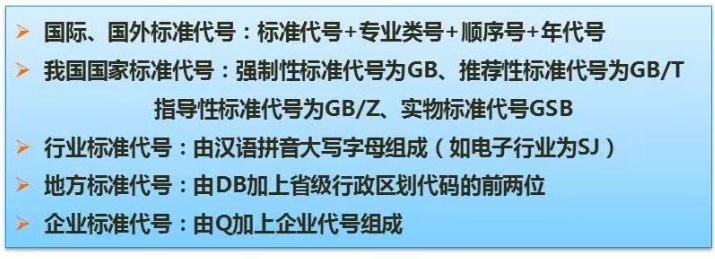 国际、国外标准代号：标准代号+专业类号+顺序号+年代号
我国国家标准代号：强制性标准代号为GB、推荐性标准代号为GB/T
指导性标准代号为GB/Z、实物标准代号GSB
行业标准代号：由汉语拼音大写字母组成（如电子行业为SJ）
地方标准代号：由DB加上省级行政区划代码的前两位
企业标准代号：由Q加上企业代号组成